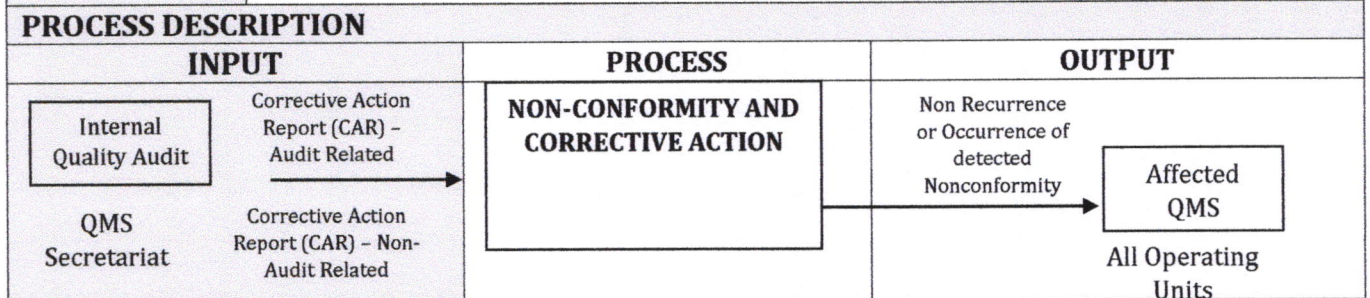 PROCESS DESCRIPTION
INPUT
PROCESS
OUTPUT
Internal
Quality Audit
Corrective Action
Report (CAR) –
Audit Related
QMS
Secretariat
Corrective Action
Report (CAR) – Non-
Audit Related
NON-CONFORMITY AND
CORRECTIVE ACTION
Non Recurrence
or Occurrence of
detected
Nonconformity
Affected
QMS
All Operating
Units